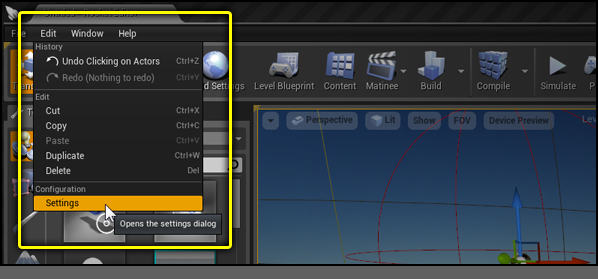 File Edit Window Help
History
Undo Clicking on Actors Ctrl+Z
Redo (Nothing to redo) Ctrl+Y
Edit
Cut Ctrl+X
Copy Ctrl+C
Paste Ctrl+V
Duplicate Ctrl+W
Delete Del
Configuration
Settings
Opens the settings dialog
Settings Level Blueprint Content Matinee Build Compile Simulate
Perspective Lit Show FOV Device Preview